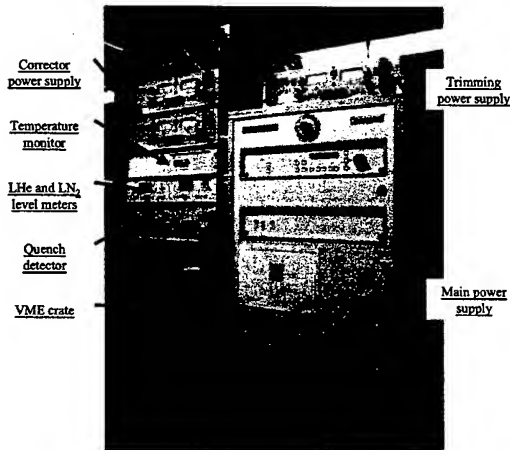 Corrector
power supply
Temperature
monitor
LHe and LN₂
level meters
Quench
detector
VME crate
Trimming
power supply
Main power
supply